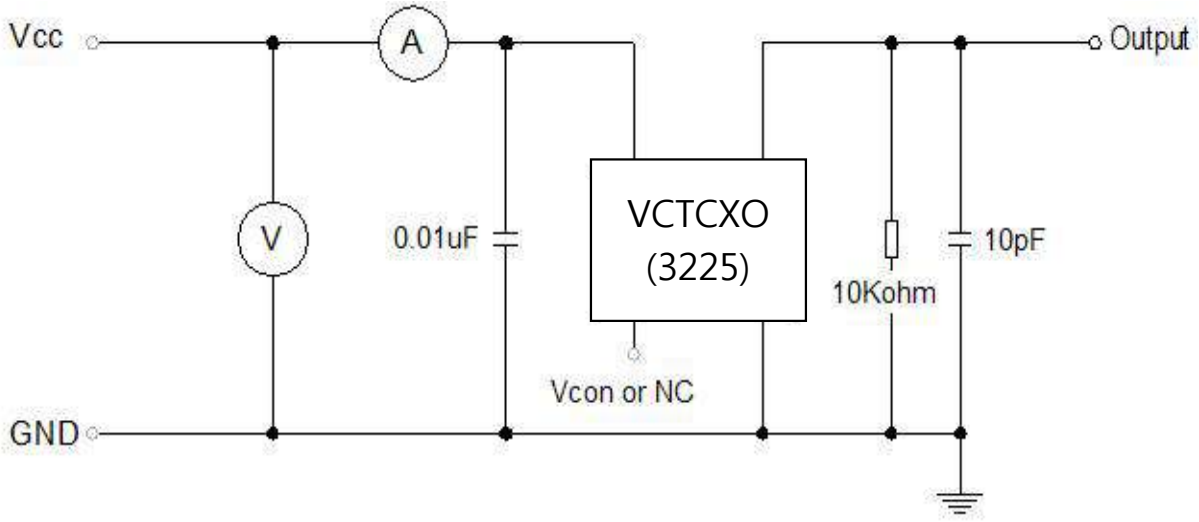 Vcc
A
Output
V
0.01uF
VCTCXO
(3225)
10pF
10Kohm
Vcon or NC
GND